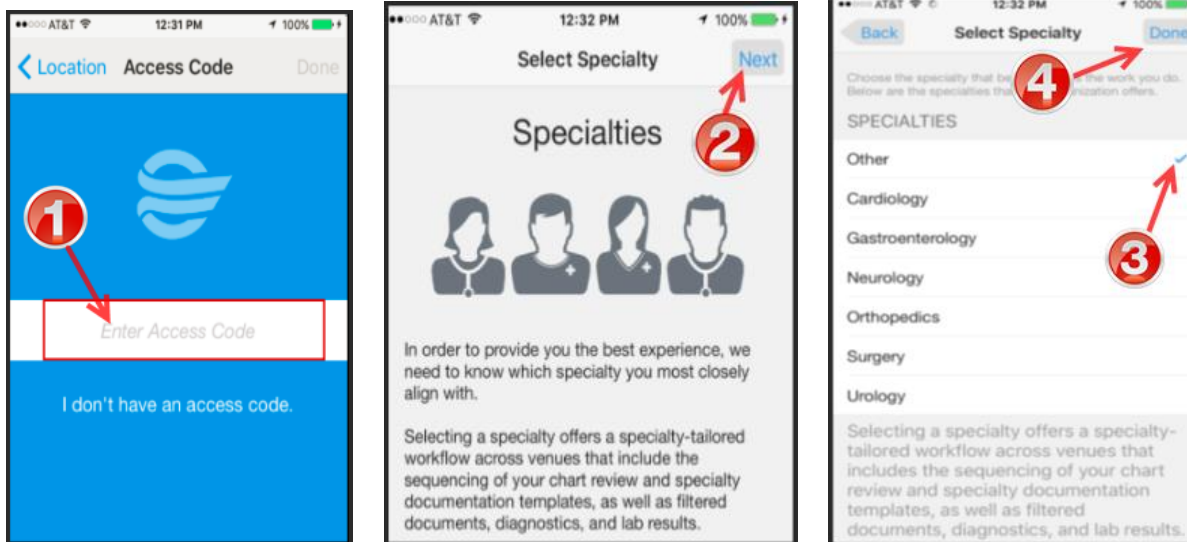 AT&T 12:31 PM 100%
Location Access Code Done
1
Enter Access Code
I don't have an access code.
AT&T 12:32 PM 100%
Select Specialty Next
2
Specialties
In order to provide you the best experience, we
need to know which specialty you most closely
align with.
Selecting a specialty offers a specialty-tailored
workflow across venues that include the
sequencing of your chart review and specialty
documentation templates, as well as filtered
documents, diagnostics, and lab results.
AT&T 12:32 PM 100%
Back Select Specialty Done
4
Choose the specialty that the work you do.
Below are the specialties offers.
SPECIALTIES
Other
Cardiology
Gastroenterology
3
Neurology
Orthopedics
Surgery
Urology
Selecting a specialty offers a specialty-
tailored workflow across venues that
includes the sequencing of your chart
review and specialty documentation
templates, as well as filtered
documents, diagnostics, and lab results.